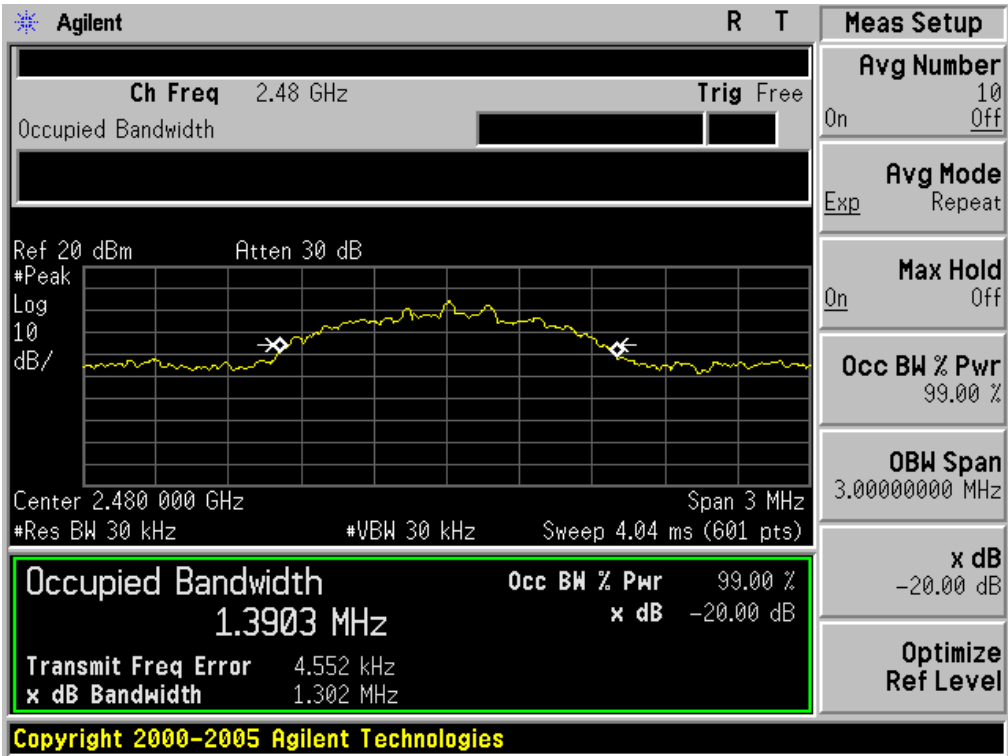 Agilent R T
Ch Freq 2.48 GHz Trig Free
Occupied Bandwidth
Ref 20 dBm Atten 30 dB
#Peak
Log
10
dB/
Center 2.480 000 GHz Span 3 MHz
#Res BW 30 kHz #VBW 30 kHz Sweep 4.04 ms (601 pts)
Occupied Bandwidth Occ BW % Pwr 99.00 %
1.3903 MHz x dB -20.00 dB
Transmit Freq Error 4.552 kHz
x dB Bandwidth 1.302 MHz
Copyright 2000-2005 Agilent Technologies
Meas Setup
Avg Number
10
On Off
Avg Mode
Exp Repeat
Max Hold
On Off
Occ BW % Pwr
99.00 %
OBW Span
3.00000000 MHz
x dB
-20.00 dB
Optimize
Ref Level